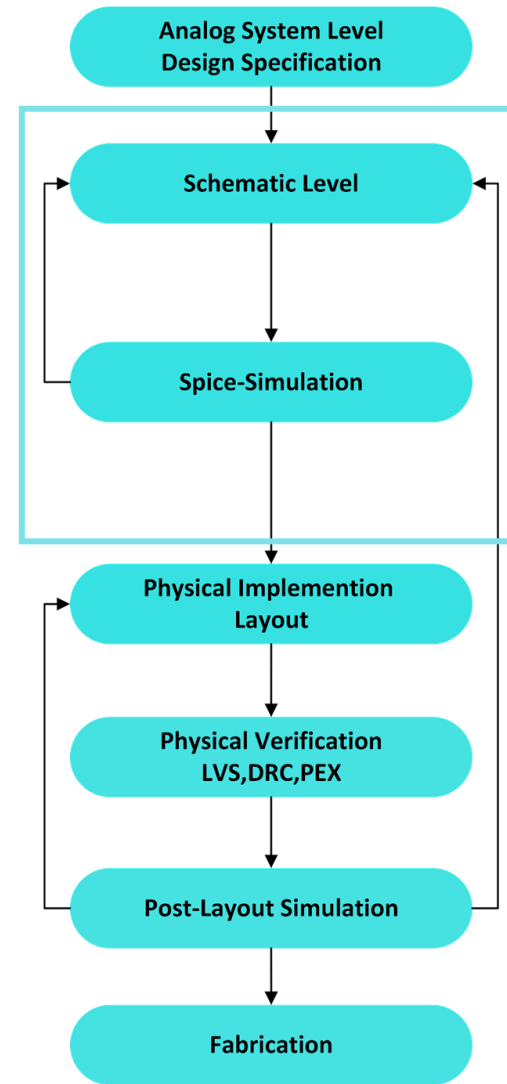 Analog System Level
Design Specification
Schematic Level
Spice-Simulation
Physical Implemention
Layout
Physical Verification
LVS,DRC,PEX
Post-Layout Simulation
Fabrication